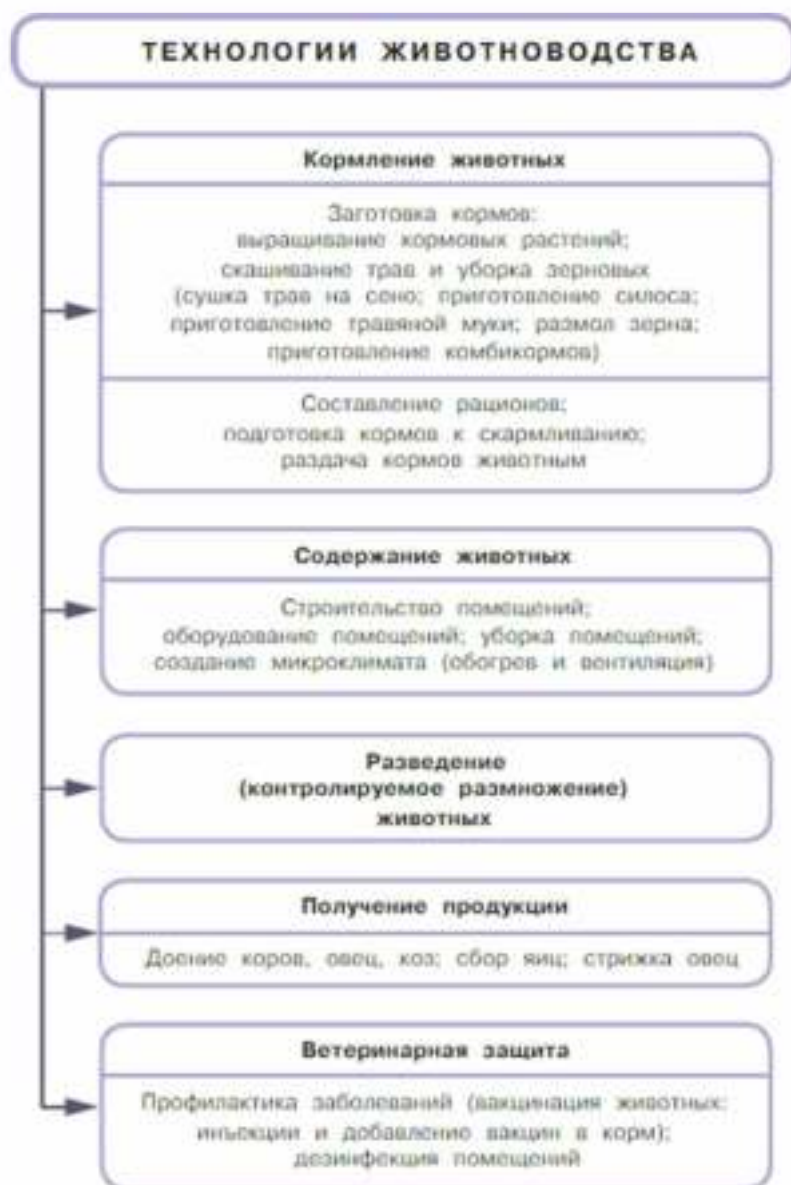 ТЕХНОЛОГИИ ЖИВОТНОВОДСТВА
Кормление животных
Заготовка кормов:
выращивание кормовых растений;
скашивание трав и уборка зерновых
(сушка трав на сено; приготовление силоса;
приготовление травяной муки; размол зерна;
приготовление комбикормов)
Составление рационов;
подготовка кормов к скармливанию;
раздача кормов животным
Содержание животных
Строительство помещений;
оборудование помещений; уборка помещений;
создание микроклимата (обогрев и вентиляция)
Разведение
(контролируемое размножение)
животных
Получение продукции
Доение коров, овец, коз; сбор яиц; стрижка овец
Ветеринарная защита
Профилактика заболеваний (вакцинация животных:
инъекции и добавление вакцин в корм);
дезинфекция помещений